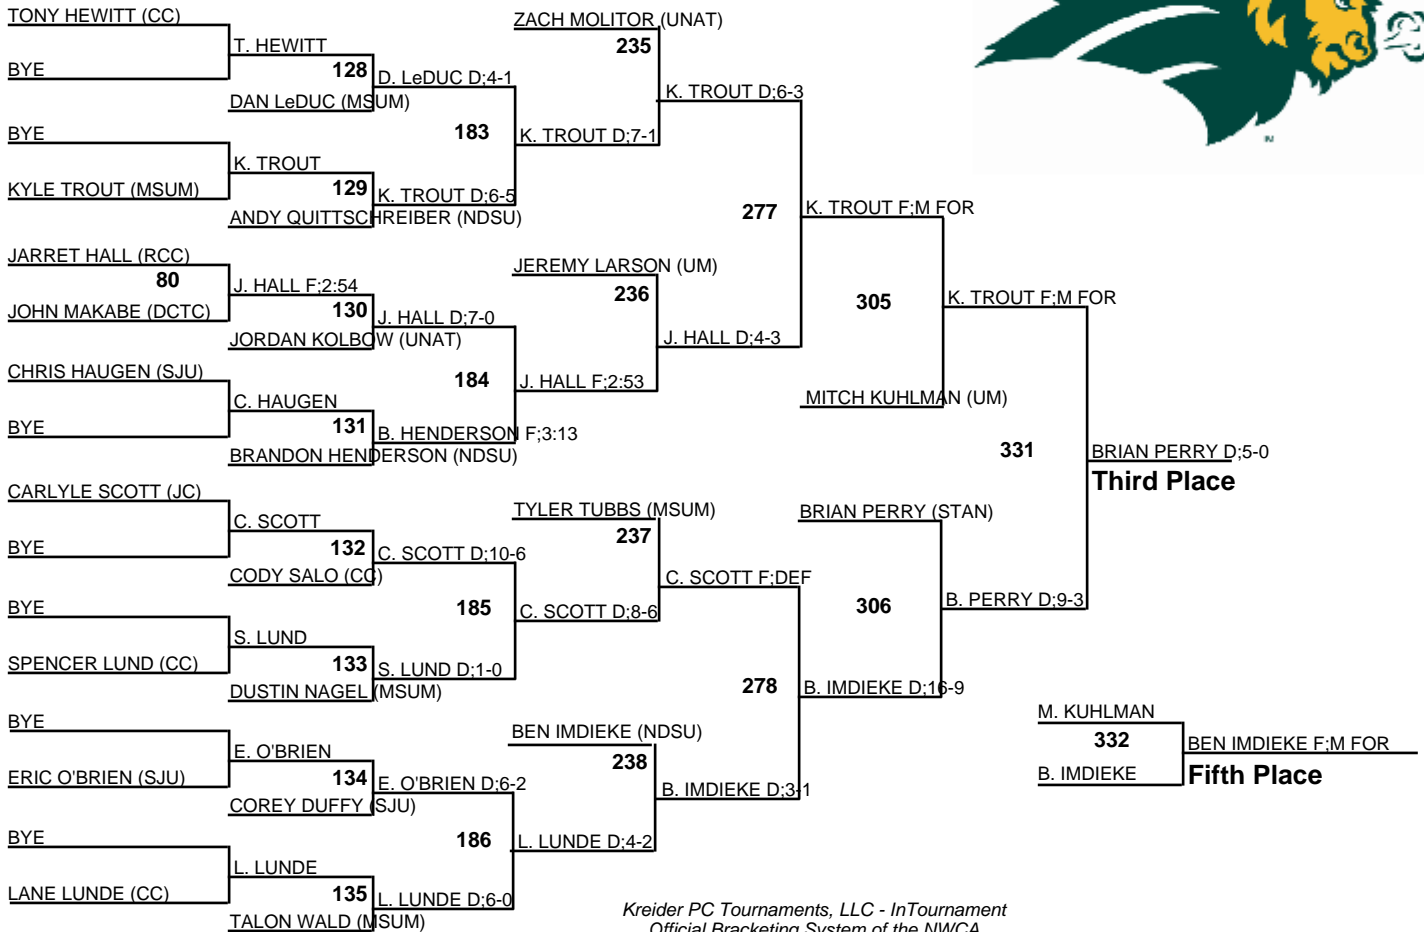 TONY HEWITT (CC)
BYE
BYE
KYLE TROUT (MSUM)
JARRET HALL (RCC)
80
JOHN MAKABE (DCTC)
CHRIS HAUGEN (SJU)
BYE
CARLYLE SCOTT (JC)
BYE
BYE
SPENCER LUND (CC)
BYE
ERIC O'BRIEN (SJU)
BYE
LANE LUNDE (CC)
T. HEWITT
128
DAN LeDUC (MSUM)
K. TROUT
129
ANDY QUITTSCHREIBER (NDSU)
J. HALL F;2:54
130
JORDAN KOLBOW (UNAT)
C. HAUGEN
131
BRANDON HENDERSON (NDSU)
C. SCOTT
132
CODY SALO (CC)
S. LUND
133
DUSTIN NAGEL (MSUM)
E. O'BRIEN
134
COREY DUFFY (SJU)
L. LUNDE
135
TALON WALD (MSUM)
D. LeDUC D;4-1
183
K. TROUT D;6-5
J. HALL D;7-0
184
B. HENDERSON F;3:13
C. SCOTT D;10-6
185
S. LUND D;1-0
E. O'BRIEN D;6-2
186
L. LUNDE D;6-0
ZACH MOLITOR (UNAT)
235
K. TROUT D;7-1
JEREMY LARSON (UM)
236
J. HALL F;2:53
TYLER TUBBS (MSUM)
237
C. SCOTT D;8-6
BEN IMDIEKE (NDSU)
238
L. LUNDE D;4-2
K. TROUT D;6-3
277
J. HALL D;4-3
C. SCOTT F;DEF
278
B. IMDIEKE D;3-1
K. TROUT F;M FOR
305
MITCH KUHLMAN (UM)
BRIAN PERRY (STAN)
306
B. IMDIEKE D;16-9
K. TROUT F;M FOR
331
B. PERRY D;9-3
BRIAN PERRY D;5-0
Third Place
M. KUHLMAN
332
B. IMDIEKE
BEN IMDIEKE F;M FOR
Fifth Place
Kreider PC Tournaments, LLC - InTournament
Official Bracketing System of the NWCA